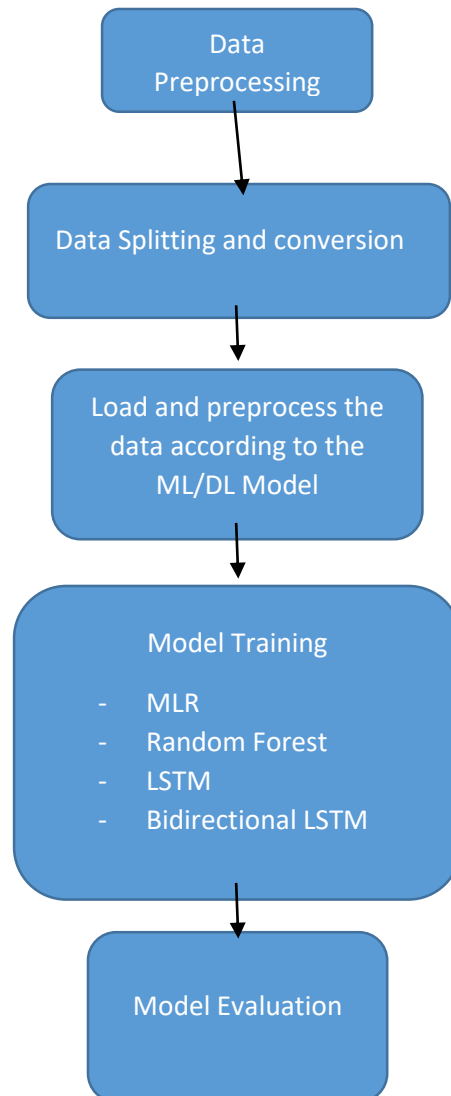 Data
Preprocessing
Data Splitting and conversion
Load and preprocess the
data according to the
ML/DL Model
Model Training
- MLR
- Random Forest
- LSTM
- Bidirectional LSTM
Model Evaluation